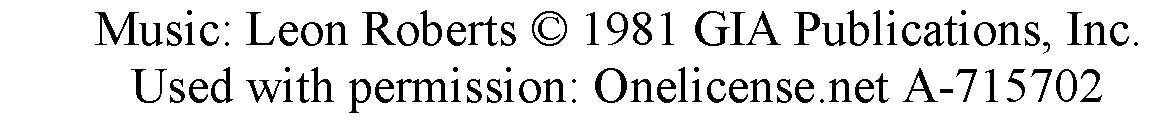 Music: Leon Roberts © 1981 GIA Publications, Inc.
Used with permission: Onelicense.net A-715702